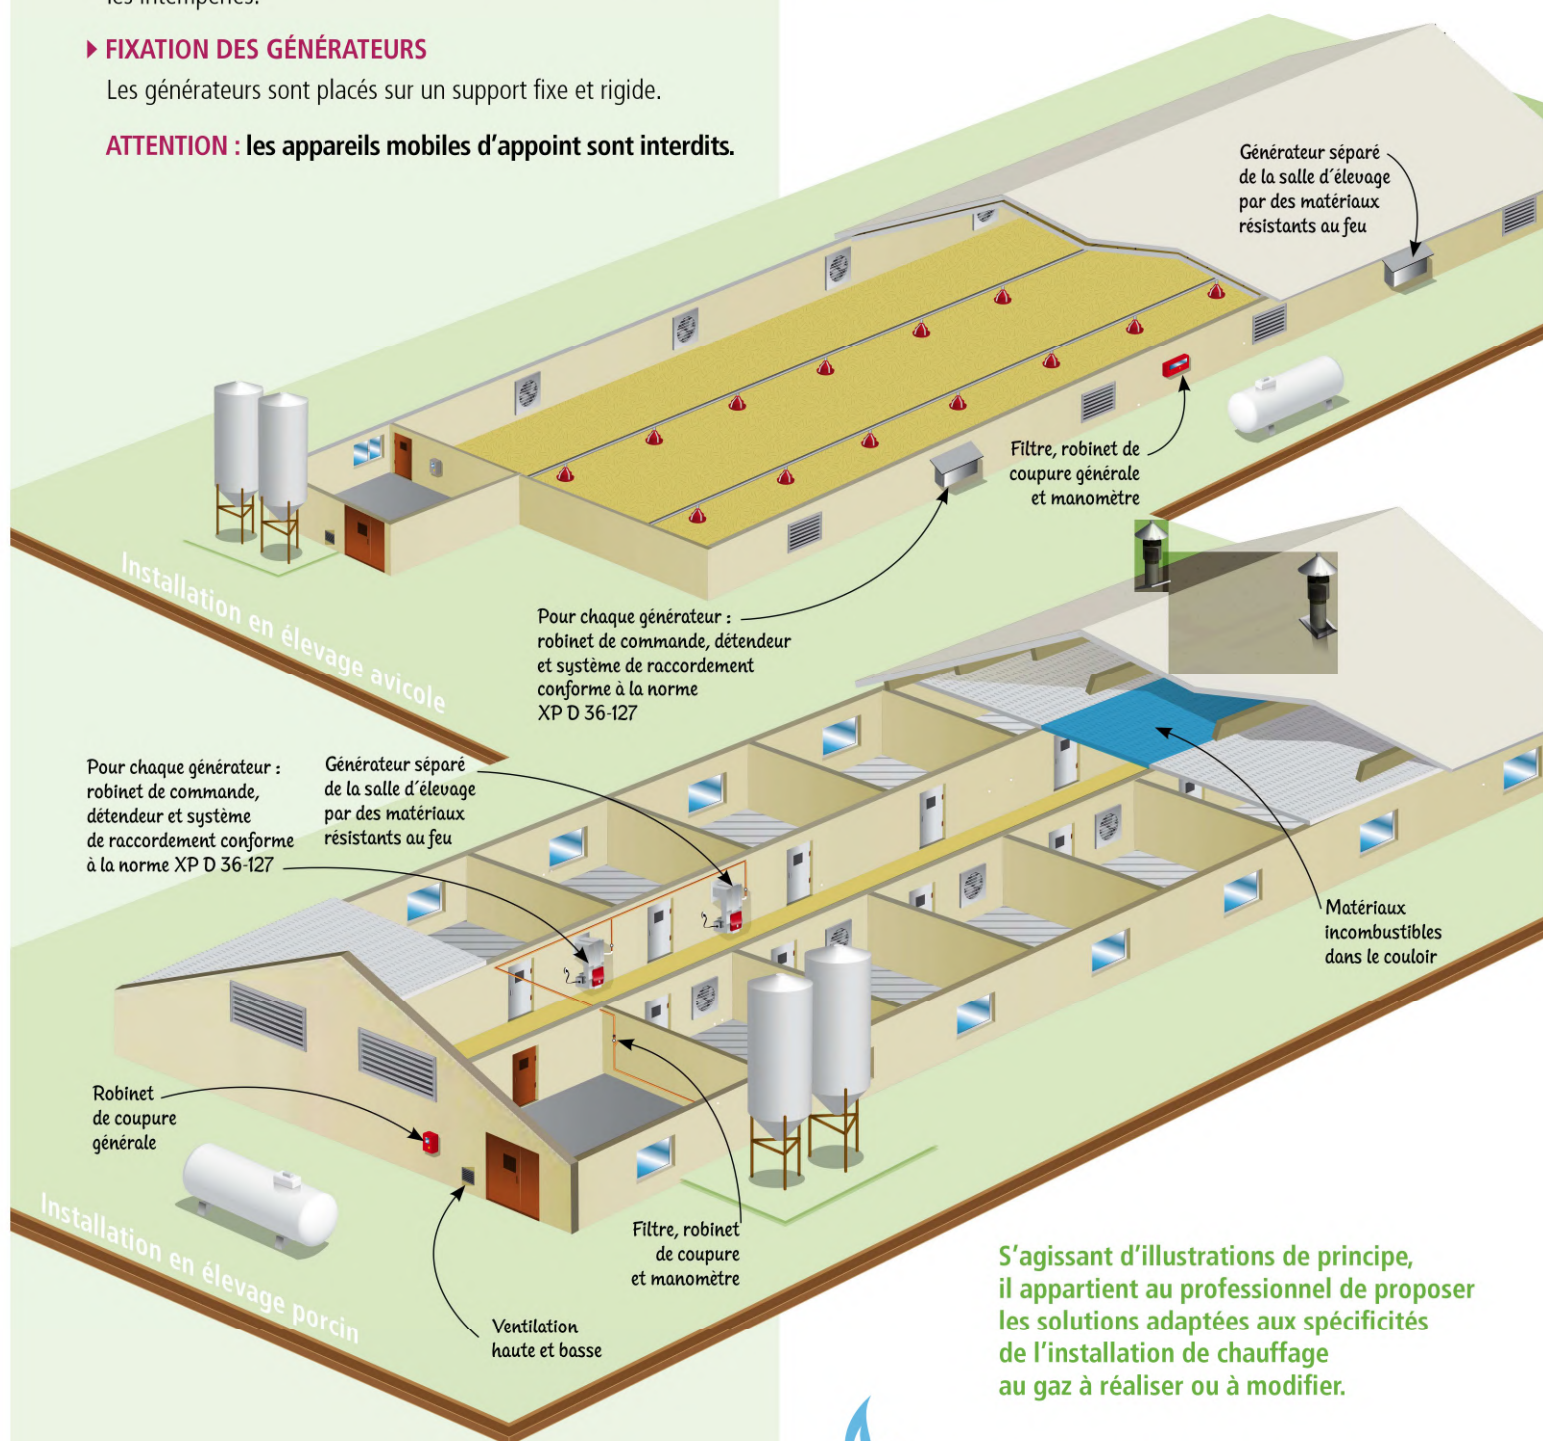 les intempéries.
FIXATION DES GÉNÉRATEURS
Les générateurs sont placés sur un support fixe et rigide.
ATTENTION : les appareils mobiles d'appoint sont interdits.
Générateur séparé
de la salle d'élevage
par des matériaux
résistants au feu
Filtre, robinet de
coupure générale
et manomètre
Installation en élevage avicole
Pour chaque générateur :
robinet de commande, détendeur
et système de raccordement
conforme à la norme
XP D 36-127
Pour chaque générateur :
robinet de commande,
détendeur et système
de raccordement conforme
à la norme XP D 36-127
Générateur séparé
de la salle d'élevage
par des matériaux
résistants au feu
Matériaux
incombustibles
dans le couloir
Robinet
de coupure
générale
Installation en élevage porcin
Filtre, robinet
de coupure
et manomètre
Ventilation
haute et basse
S'agissant d'illustrations de principe,
il appartient au professionnel de proposer
les solutions adaptées aux spécificités
de l'installation de chauffage
au gaz à réaliser ou à modifier.